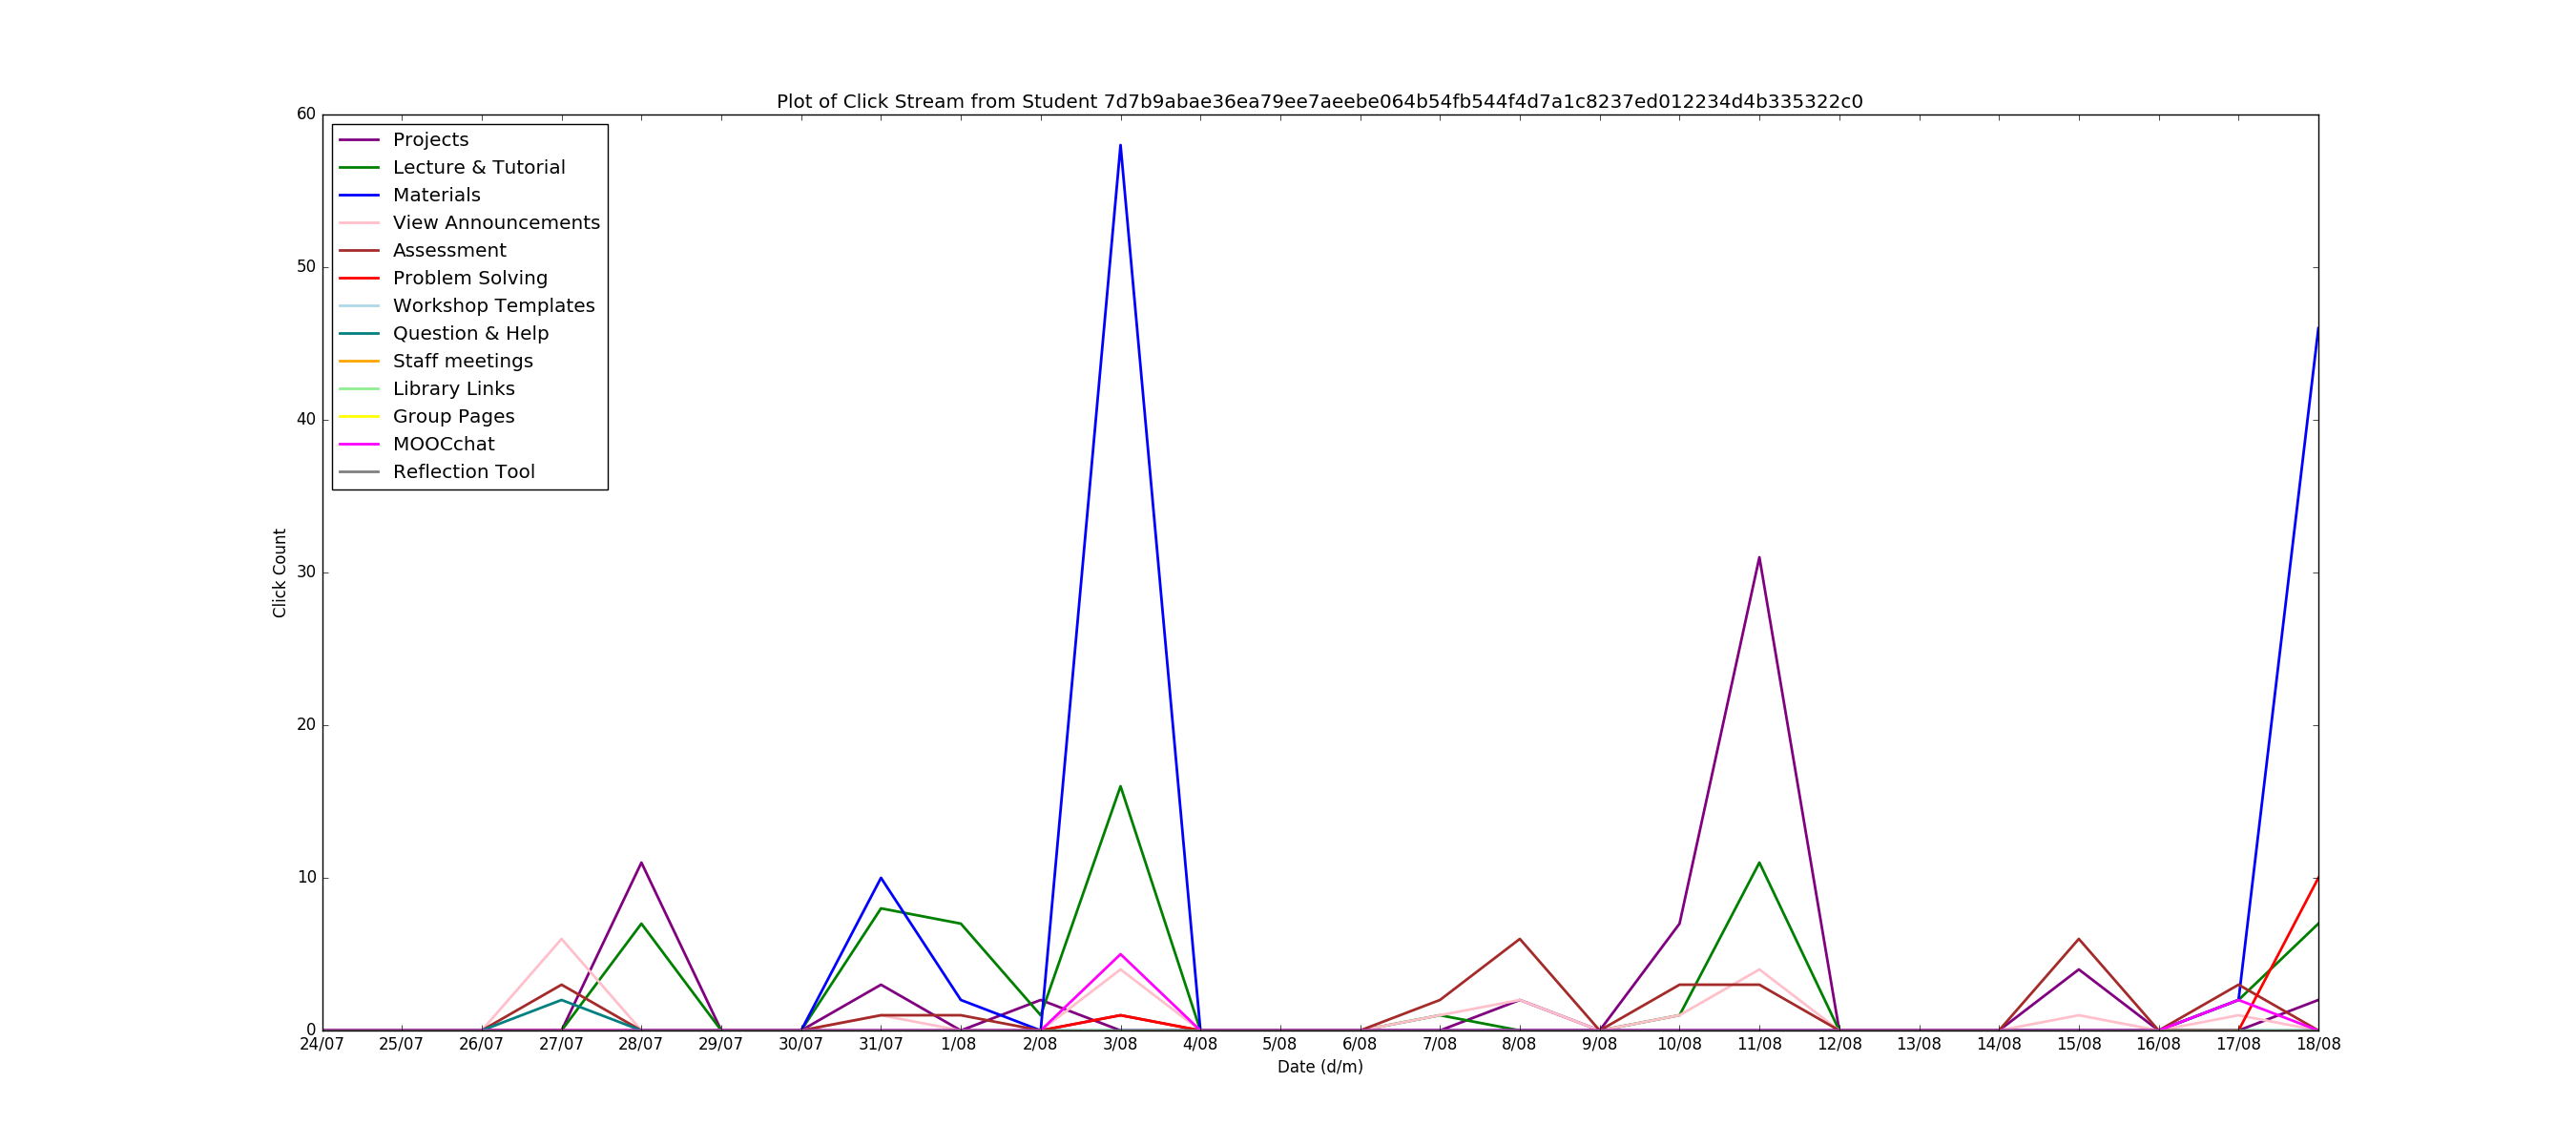 Plot of Click Stream from Student 7d7b9abae36ea79ee7aeebe064b54fb544f4d7a1c8237ed012234d4b335322c0
60
50
40
30
20
10
0
Click Count
Projects
Lecture & Tutorial
Materials
View Announcements
Assessment
Problem Solving
Workshop Templates
Question & Help
Staff meetings
Library Links
Group Pages
MOOCchat
Reflection Tool
24/07 25/07 26/07 27/07 28/07 29/07 30/07 31/07 1/08 2/08 3/08 4/08 5/08 6/08 7/08 8/08 9/08 10/08 11/08 12/08 13/08 14/08 15/08 16/08 17/08 18/08
Date (d/m)